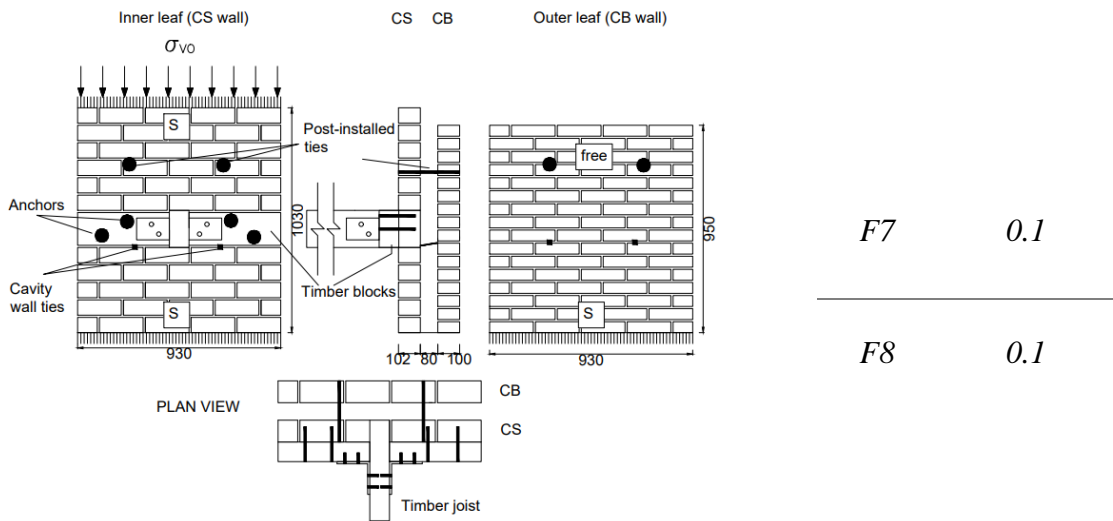 Inner leaf (CS wall)
CS
CB
Outer leaf (CB wall)
σVO
S
Post-installed
ties
free
Anchors
1030
950
Cavity
wall ties
Timber blocks
S
S
930
102
80
100
930
PLAN VIEW
CB
CS
Timber joist
F7 0.1
F8 0.1